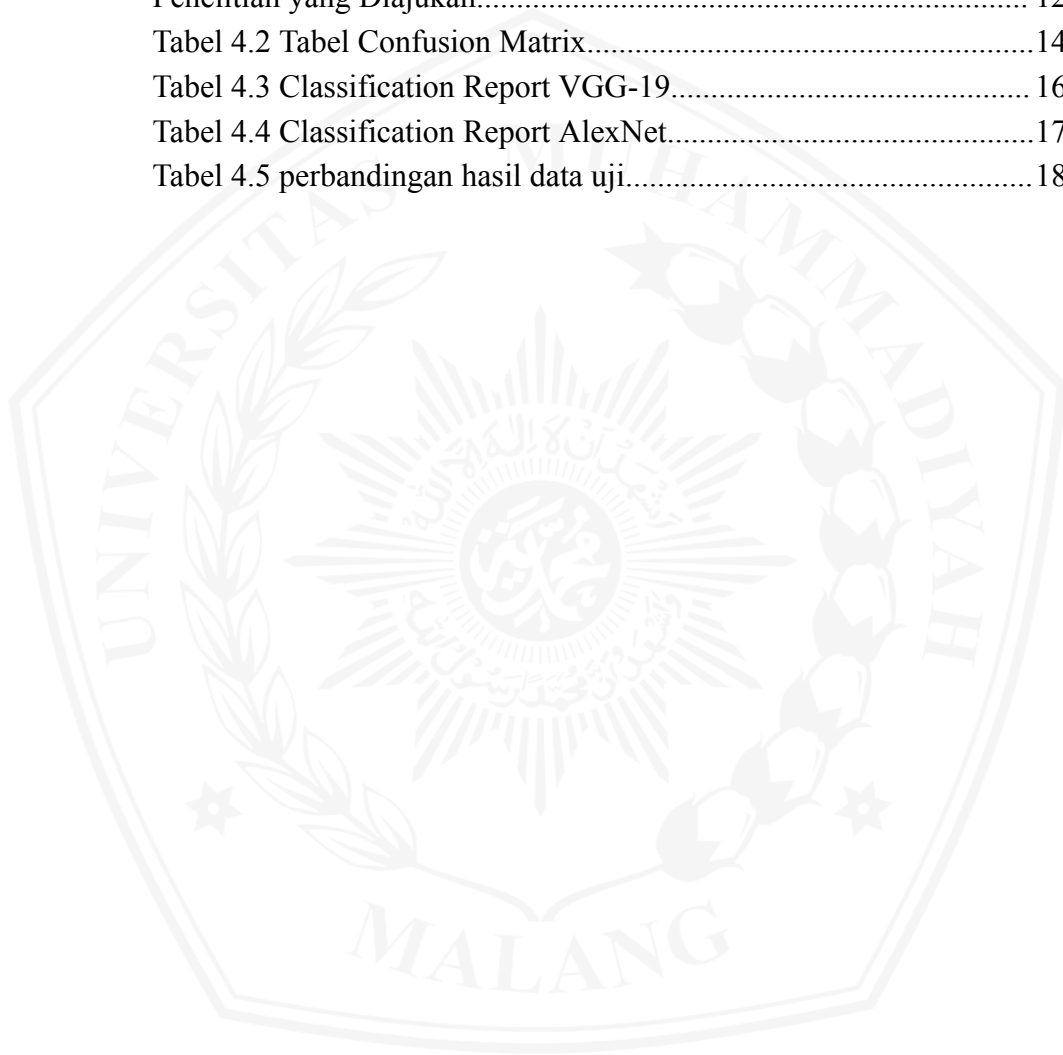 Penelitian yang Diajukan.......................................................................... 12
Tabel 4.2 Tabel Confusion Matrix.........................................................14
Tabel 4.3 Classification Report VGG-19.............................................. 16
Tabel 4.4 Classification Report AlexNet...............................................17
Tabel 4.5 perbandingan hasil data uji....................................................18
UNIVERSITAS MUHAMMADIYAH
MALANG